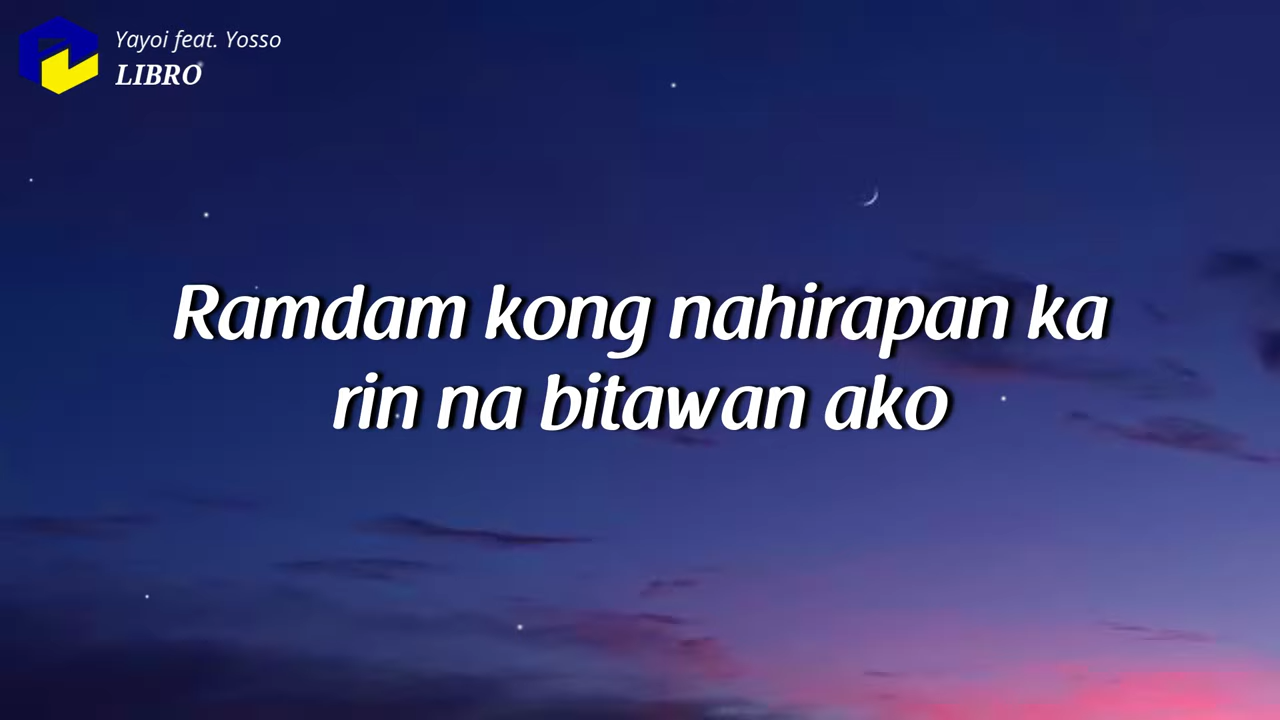 Yayoi feat. Yosso
LIBRO
Ramdam kong nahirapan ka
rin na bitawan ako